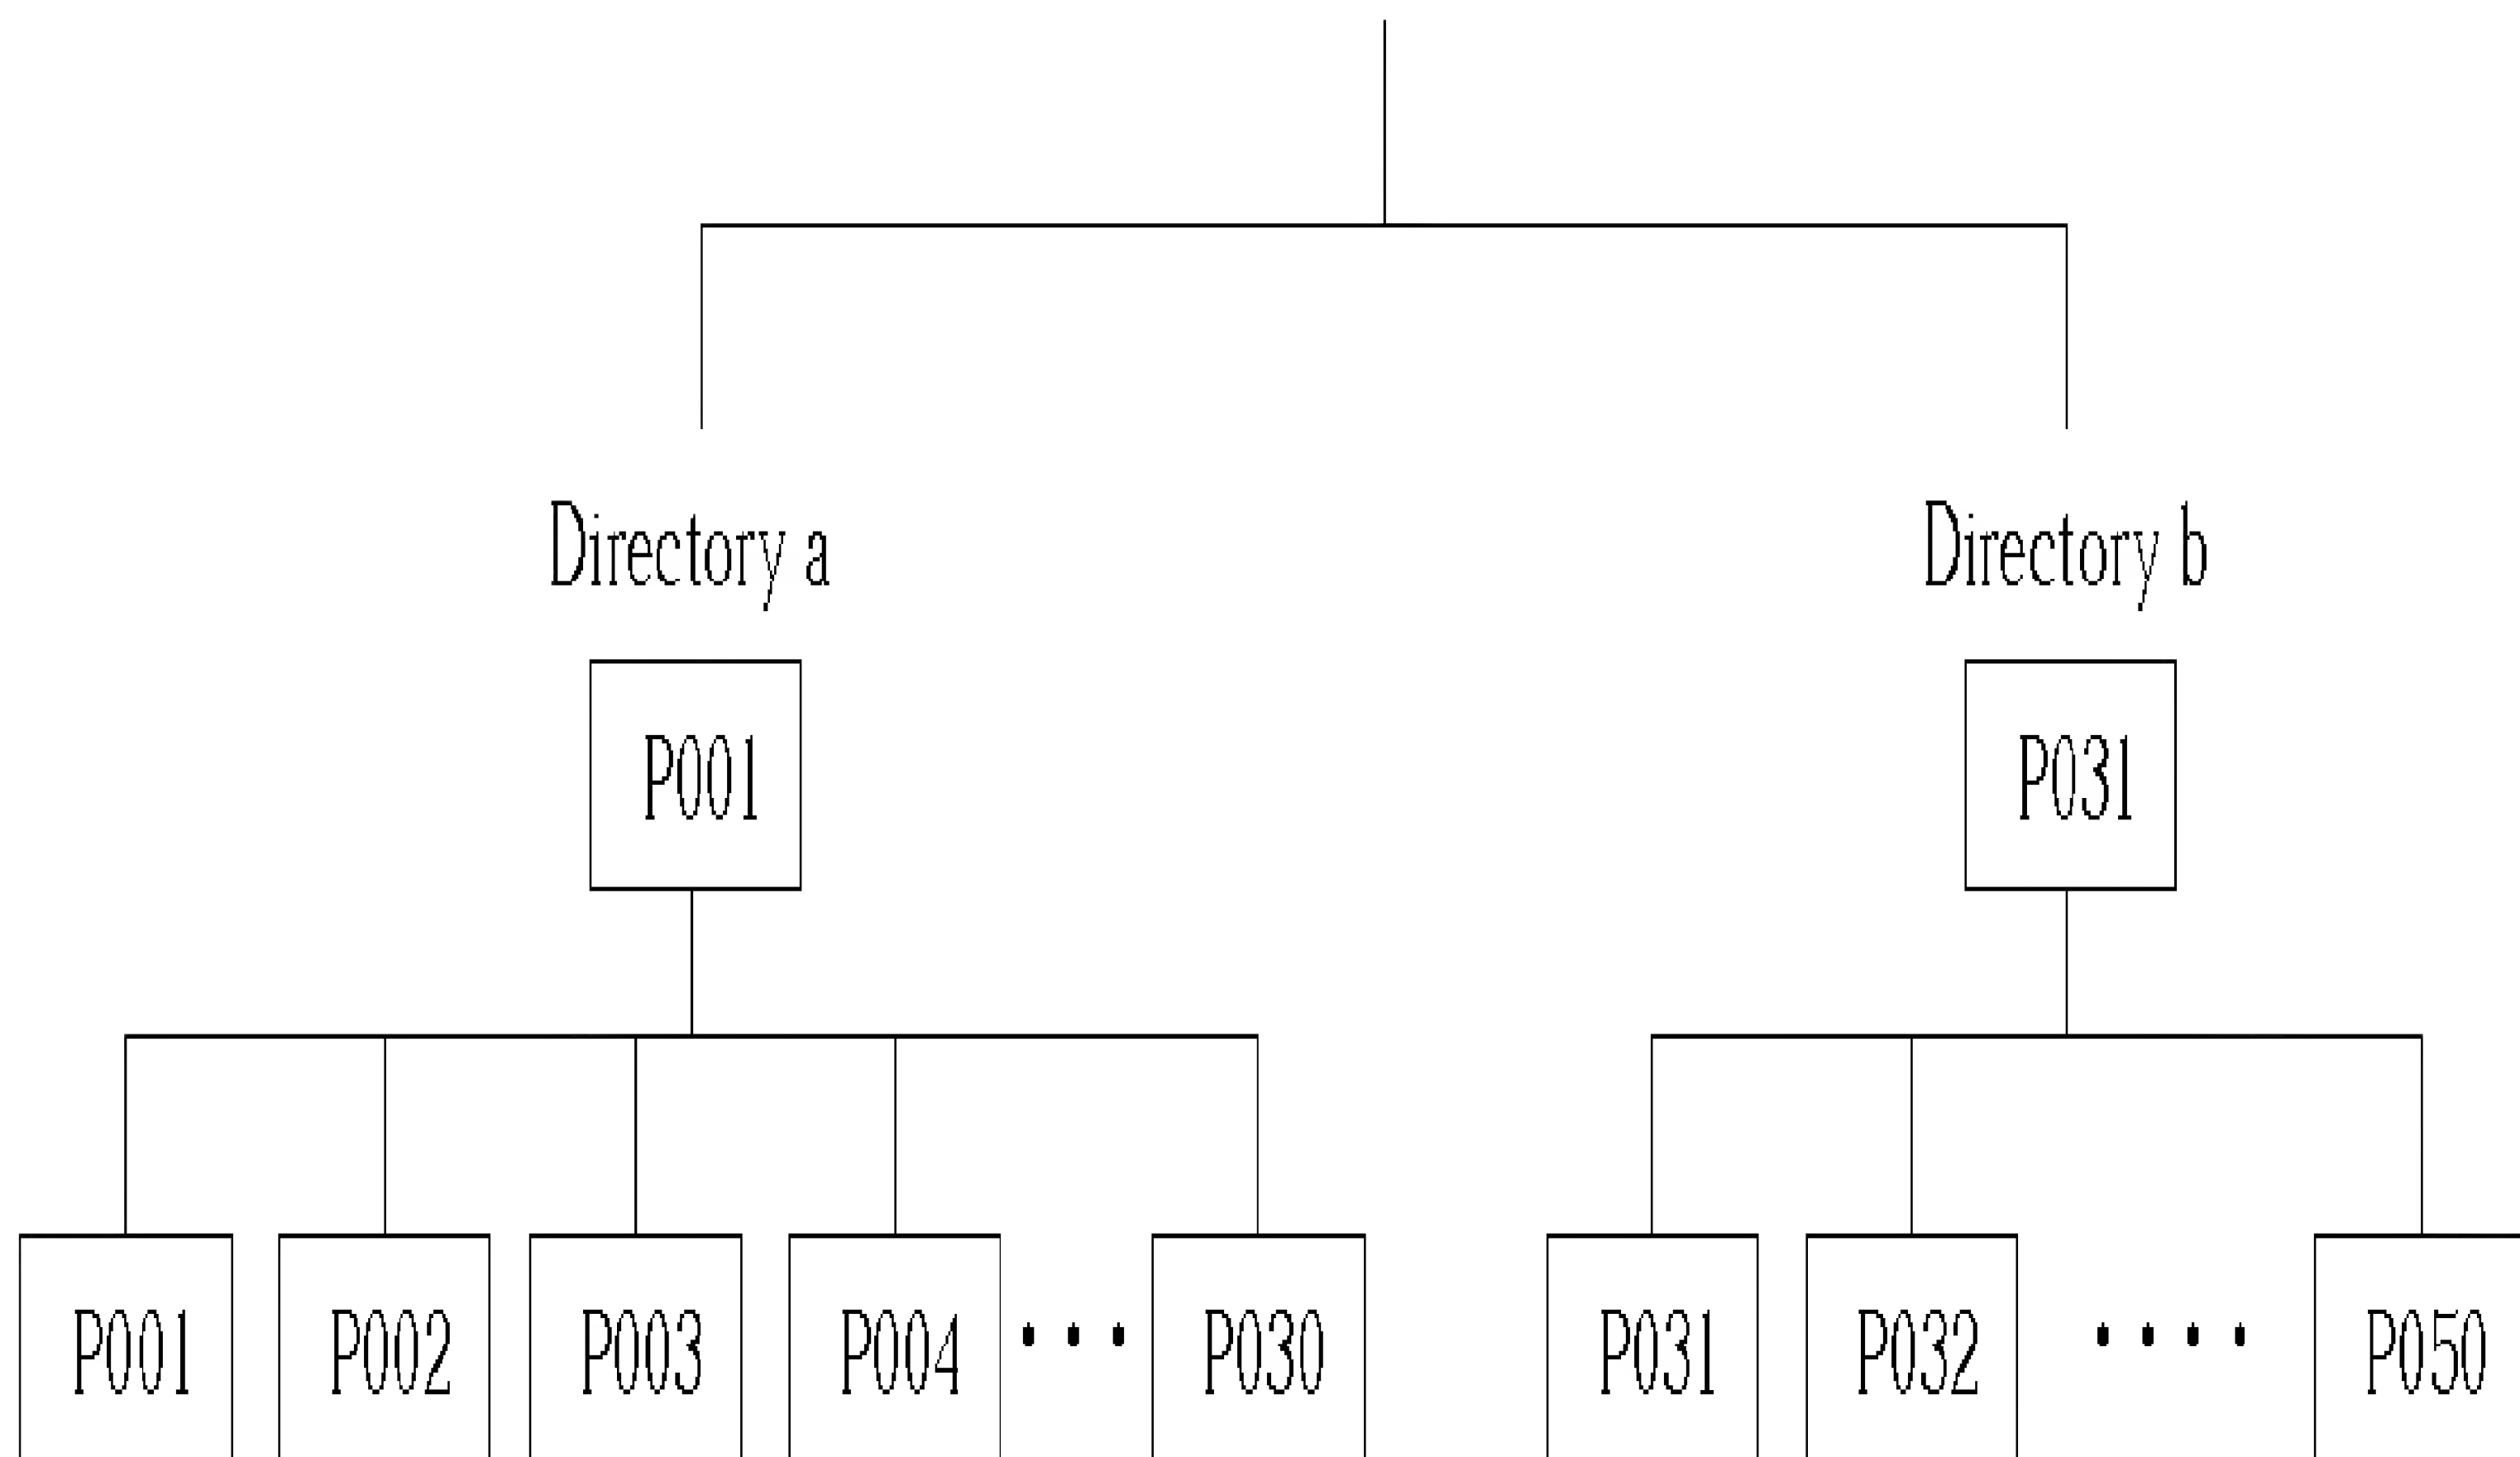 Directory a
Directory b
P001
P031
P001 P002 P003 P004 ••• P030 P031 P032 •••• P050